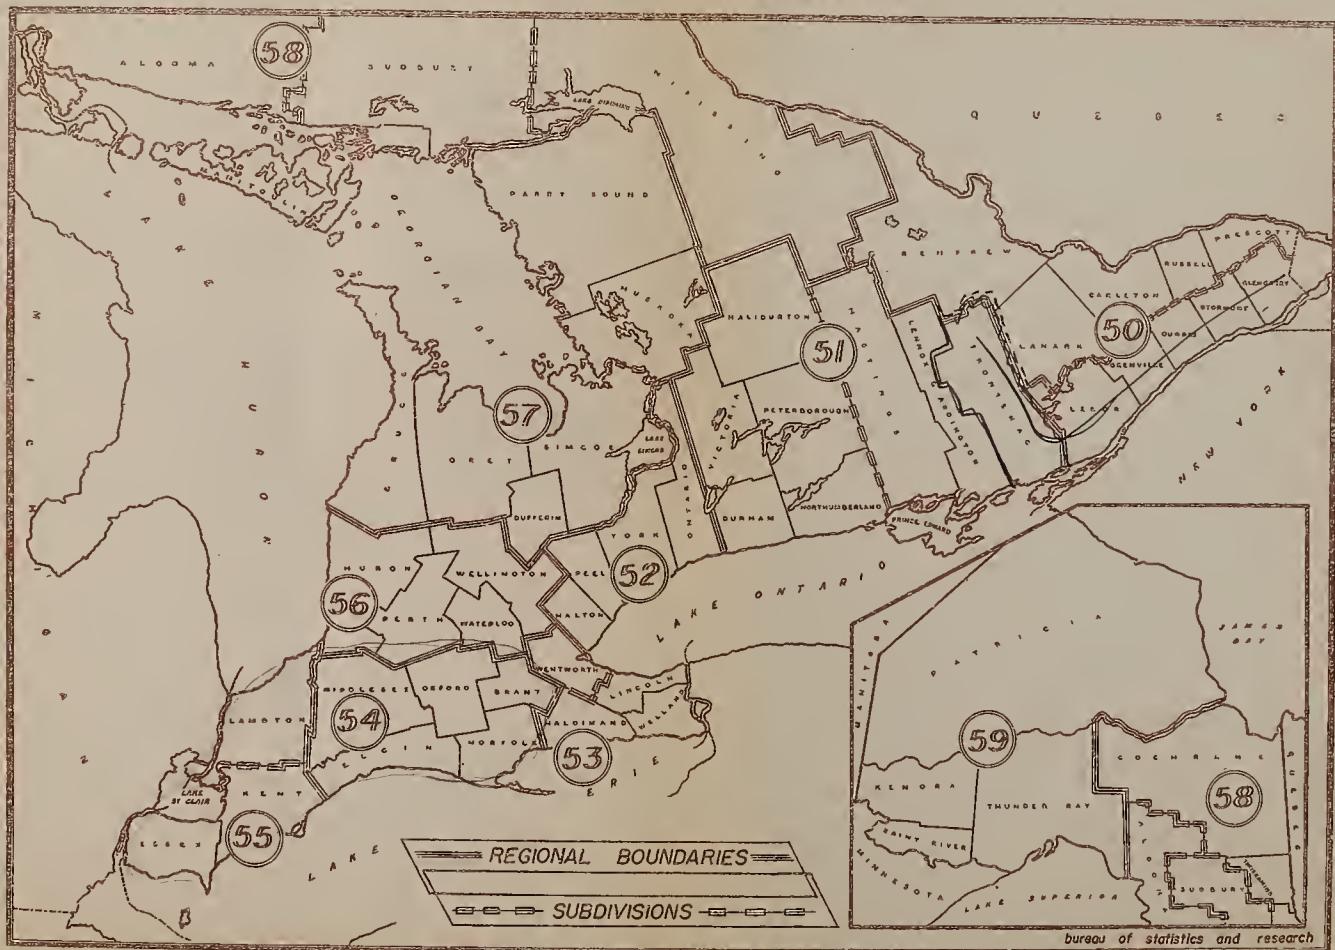 58
ALGOMA
SUDBURY
NIPISSING
LAKE NIPISSING
QUEBEC
MANITOULIN
PARRY SOUND
GEORGIAN BAY
LAKE HURON
MICHIGAN
RENFREW
PRESCOTT
RUSSELL
GLENGARRY
CARLETON
STORMONT
50
DUNDAS
MUSKOKA
HALIBURTON
51
HASTINGS
LENNOX & ADDINGTON
FRONTENAC
LANARK
GRENVILLE
LEEDS
BRUCE
57
GREY
SIMCOE
LAKE SIMCOE
VICTORIA
PETERBOROUGH
ONTARIO
DUFFERIN
DURHAM
NORTHUMBERLAND
PRINCE EDWARD
NEW YORK
YORK
52
PEEL
HURON
WELLINGTON
56
PERTH
WATERLOO
HALTON
LAKE ONTARIO
WENTWORTH
LINCOLN
MIDDLESEX
OXFORD
BRANT
WELLAND
LAMBTON
54
HALDIMAND
ELGIN
NORFOLK
53
LAKE ST CLAIR
KENT
55
ESSEX
LAKE ERIE
MANITOBA
PATRICIA
JAMES BAY
59
COCHRANE
KENORA
THUNDER BAY
58
QUEBEC
RAINY RIVER
MINNESOTA
LAKE SUPERIOR
ALGOMA
SUDBURY
TIMISKAMING
REGIONAL BOUNDARIES
SUBDIVISIONS
bureau of statistics and research